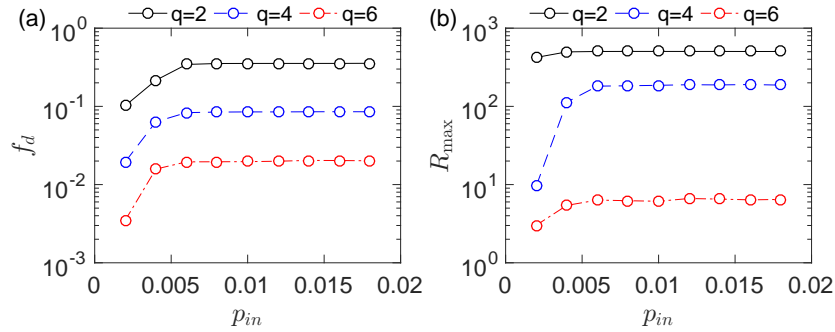 (a) q=2 q=4 q=6
10^0
10^-1
10^-2
10^-3
f_d
0 0.005 0.01 0.015 0.02
p_in
(b) q=2 q=4 q=6
10^3
10^2
10^1
10^0
R_max
0 0.005 0.01 0.015 0.02
p_in